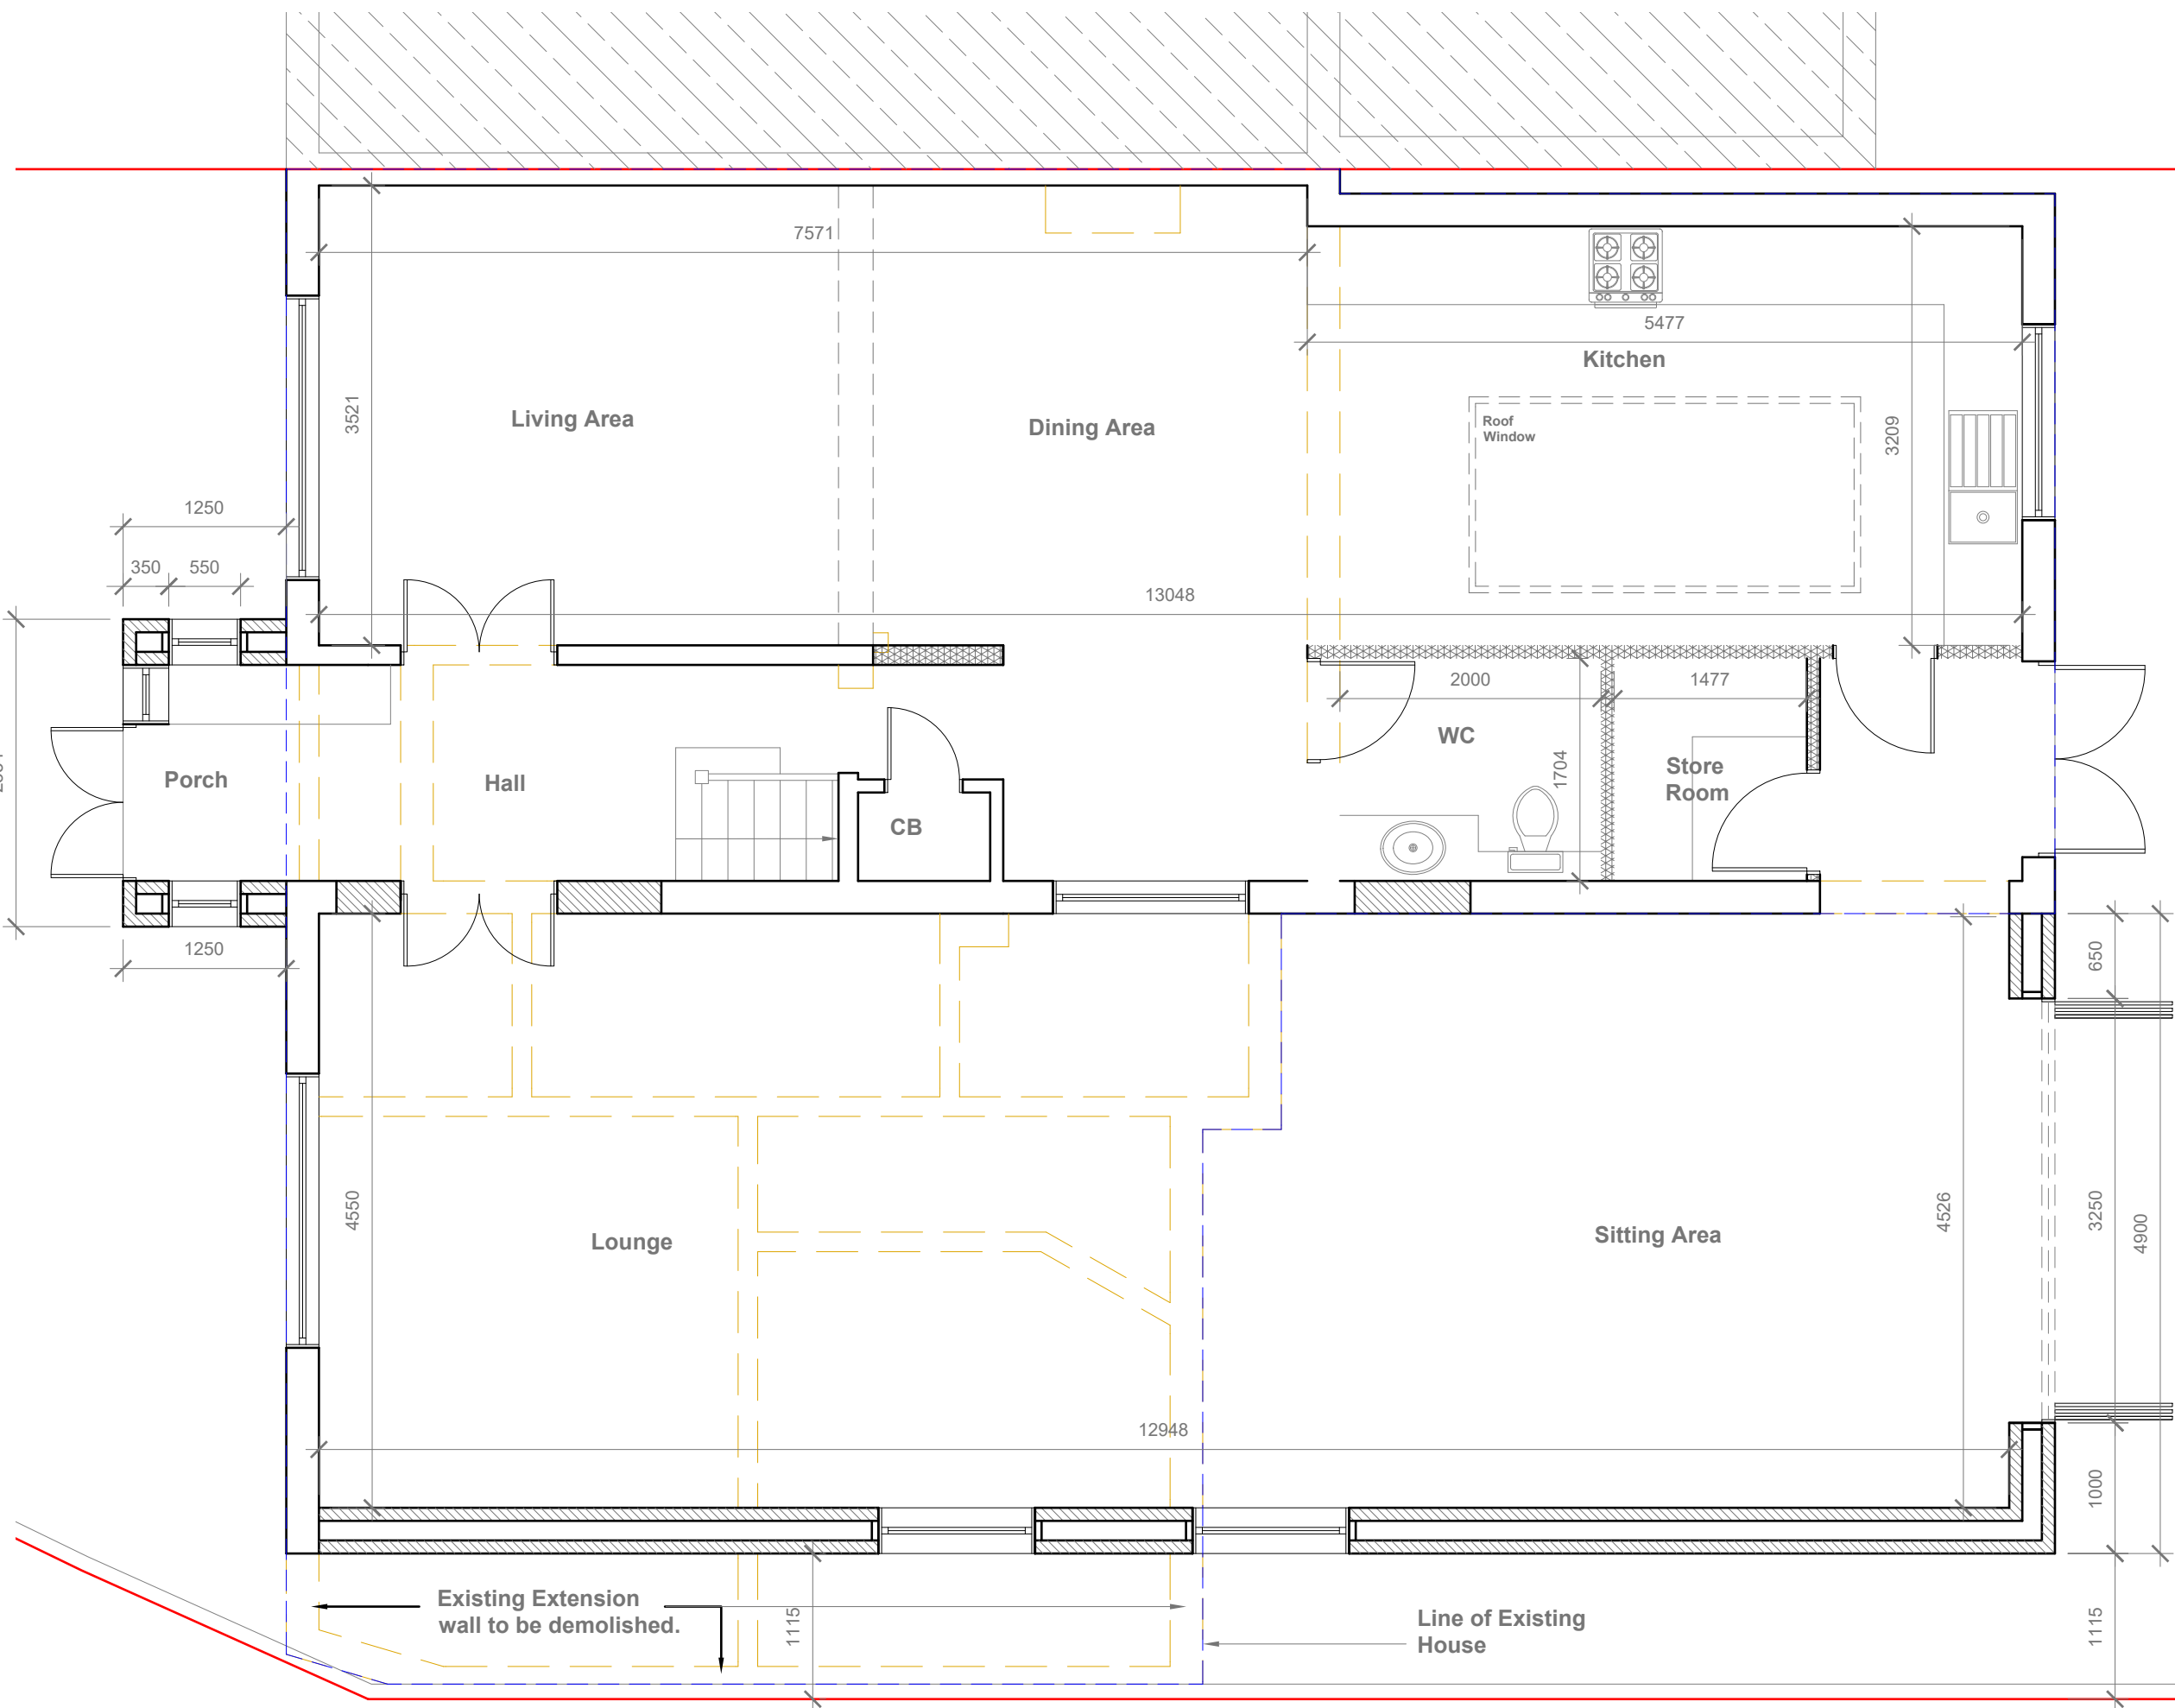 7571
5477
Kitchen
3521
Living Area
Dining Area
Roof
Window
3209
1250
350
550
13048
2000
1477
WC
1704
Store
Room
Porch
Hall
CB
1250
650
4550
Lounge
Sitting Area
4526
3250
4900
12948
1000
Existing Extension
wall to be demolished.
1115
Line of Existing
House
1115